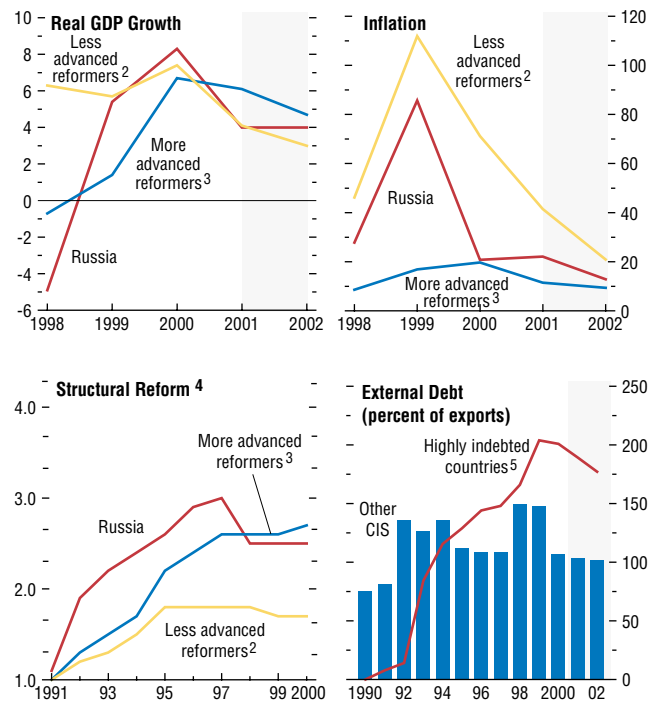 Real GDP Growth
10
8
6
4
2
0
-2
-4
-6
Less
advanced
reformers 2
More
advanced
reformers 3
Russia
1998 1999 2000 2001 2002
Inflation
120
100
80
60
40
20
0
Less
advanced
reformers 2
Russia
More advanced
reformers 3
1998 1999 2000 2001 2002
Structural Reform 4
4.0
3.0
2.0
1.0
More advanced
reformers 3
Russia
Less advanced
reformers 2
1991 93 95 97 99 2000
External Debt
(percent of exports)
250
200
150
100
50
0
Highly indebted
countries 5
Other
CIS
1990 92 94 96 98 2000 02